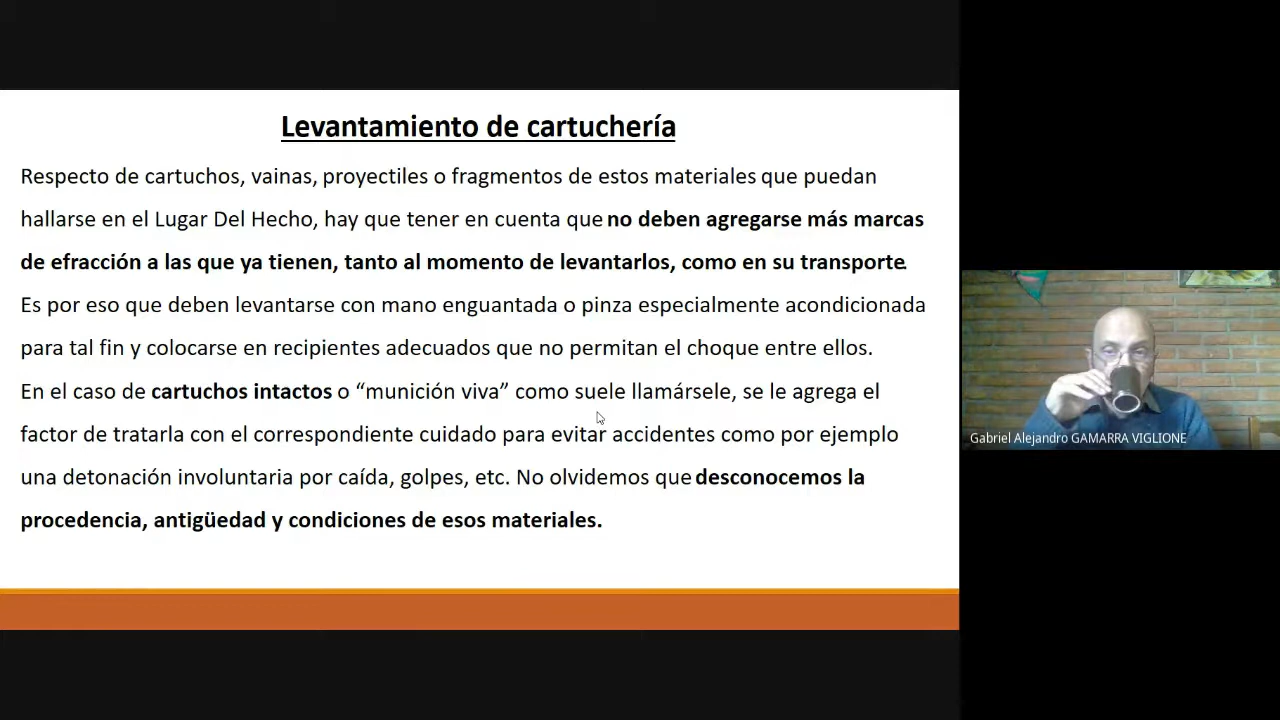 Levantamiento de cartuchería
Respecto de cartuchos, vainas, proyectiles o fragmentos de estos materiales que puedan
hallarse en el Lugar Del Hecho, hay que tener en cuenta que no deben agregarse más marcas
de efracción a las que ya tienen, tanto al momento de levantarlos, como en su transporte.
Es por eso que deben levantarse con mano enguantada o pinza especialmente acondicionada
para tal fin y colocarse en recipientes adecuados que no permitan el choque entre ellos.
En el caso de cartuchos intactos o “munición viva” como suele llamársele, se le agrega el
factor de tratarla con el correspondiente cuidado para evitar accidentes como por ejemplo
una detonación involuntaria por caída, golpes, etc. No olvidemos que desconocemos la
procedencia, antigüedad y condiciones de esos materiales.
Gabriel Alejandro GAMARRA VIGLIONE